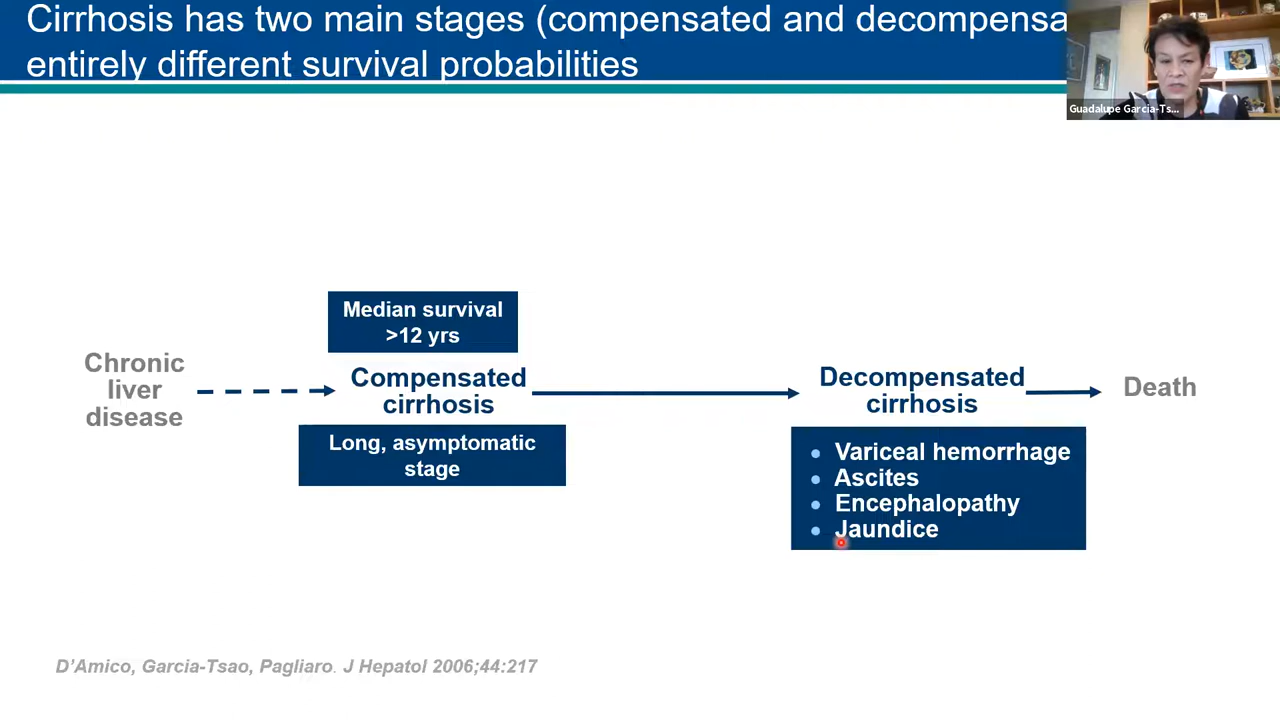 Cirrhosis has two main stages (compensated and
entirely different survival probabilities
Guadalupe Garcia-Ts...
Median survival
>12 yrs
Chronic
liver
disease
Compensated
cirrhosis
Long, asymptomatic
stage
Decompensated
cirrhosis
• Variceal hemorrhage
• Ascites
• Encephalopathy
• Jaundice
Death
D'Amico, Garcia-Tsao, Pagliaro. J Hepatol 2006;44:217